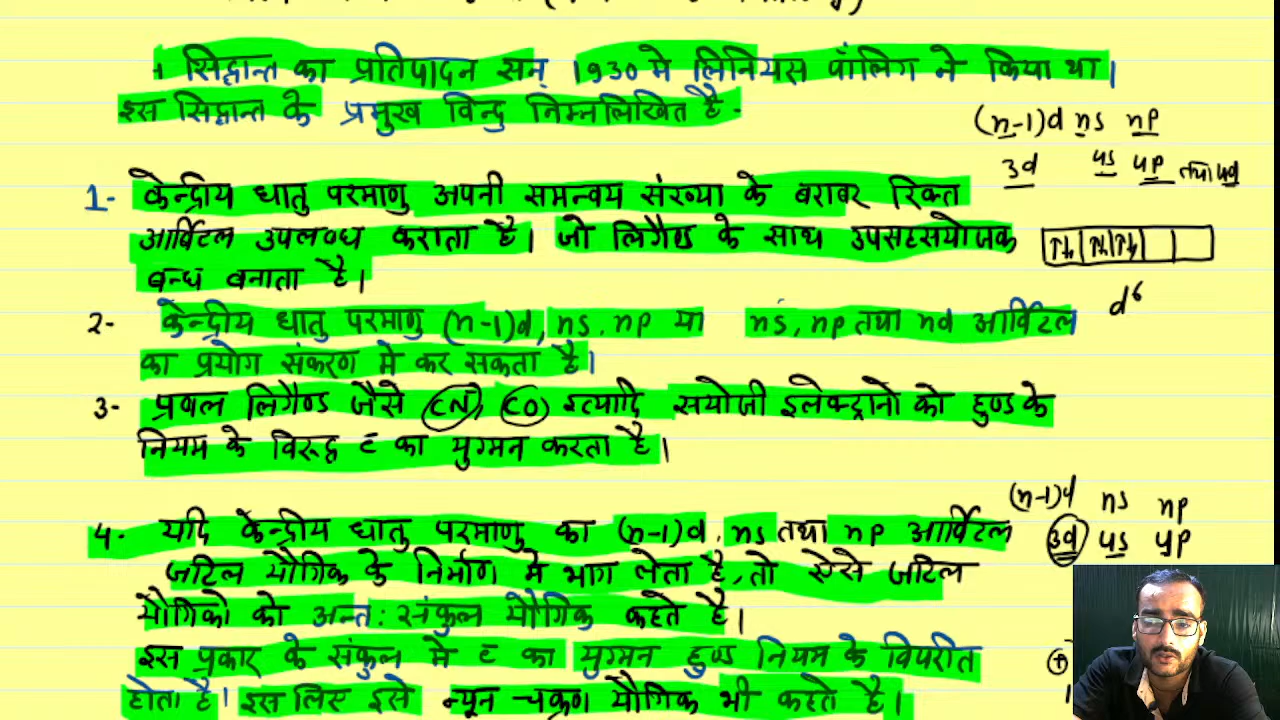 सिद्धान्त का प्रतिपादन सन् 1930 मे लिनियस पॉलिंग ने किया था।
इस सिद्धान्त के प्रमुख विन्दु निम्नलिखित है-
(n-1)d ns np
3d 4s 4p तथा 4d
1- केन्द्रीय धातु परमाणु अपनी समन्वय संख्या के बराबर रिक्त
आर्विटल उपलब्ध कराता है। जो लिगैण्ड के साथ उपसहसयोजक
बन्ध बनाता है।
d⁶
2- केन्द्रीय धातु परमाणु (n-1)d, ns, np या ns, np तथा nd आर्विटल
का प्रयोग संकरण मे कर सकता है।
3- प्रबल लिगैण्ड जैसे CN, CO इत्यादि सयोजी इलेक्ट्रानो को हुण्ड के
नियम के विरूद्ध ē का युग्मन करता है।
(n-1)d ns np
3d 4s 4p
4- यदि केन्द्रीय धातु परमाणु का (n-1)d, ns तथा np आर्विटल
जटिल यौगिक के निर्माण मे भाग लेता है, तो ऐसे जटिल
यौगिको को अन्त: संकुल यौगिक कहते है।
इस प्रकार के संकुल मे ē का युग्मन हुण्ड नियम के विपरीत
होता है। इस लिए इसे न्यून चक्रण यौगिक भी कहते है।